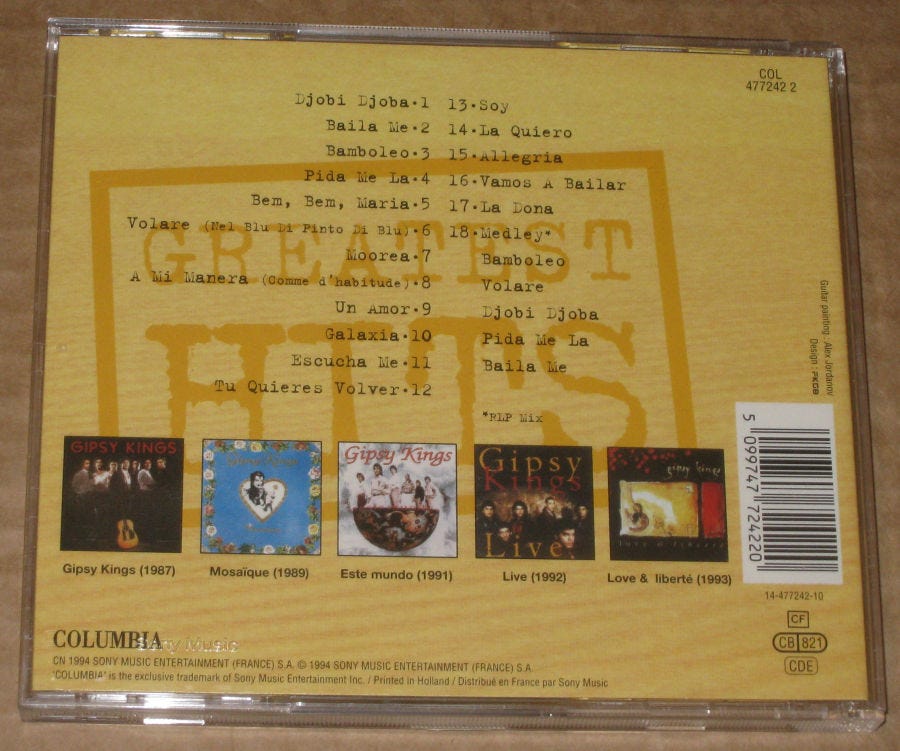 COL
477242 2
Djobi Djoba·1
Baila Me·2
Bamboleo·3
Pida Me La·4
Bem, Bem, Maria·5
Volare (Nel Blu Di Pinto Di Blu)·6
Moorea·7
A Mi Manera (Comme d'habitude)·8
Un Amor·9
Galaxia·10
Escucha Me·11
Tu Quieres Volver·12
13·Soy
14·La Quiero
15·Allegria
16·Vamos A Bailar
17·La Dona
18·Medley*
Bamboleo
Volare
Djobi Djoba
Pida Me La
Baila Me
*RLP Mix
GREATEST
HITS
Guitar painting : Alex Jordanov
Design : FKGB
GIPSY KINGS
Gipsy Kings
Gipsy Kings
Gipsy
Kings
Live
gipsy kings
love & liberté
Gipsy Kings (1987)
Mosaïque (1989)
Este mundo (1991)
Live (1992)
Love & liberté (1993)
5 099747 724220
14-477242-10
CF
CB 821
CDE
COLUMBIA
Sony Music
CN 1994 SONY MUSIC ENTERTAINMENT (FRANCE) S.A. © 1994 SONY MUSIC ENTERTAINMENT (FRANCE) S.A.
'COLUMBIA' is the exclusive trademark of Sony Music Entertainment Inc. / Printed in Holland / Distribué en France par Sony Music